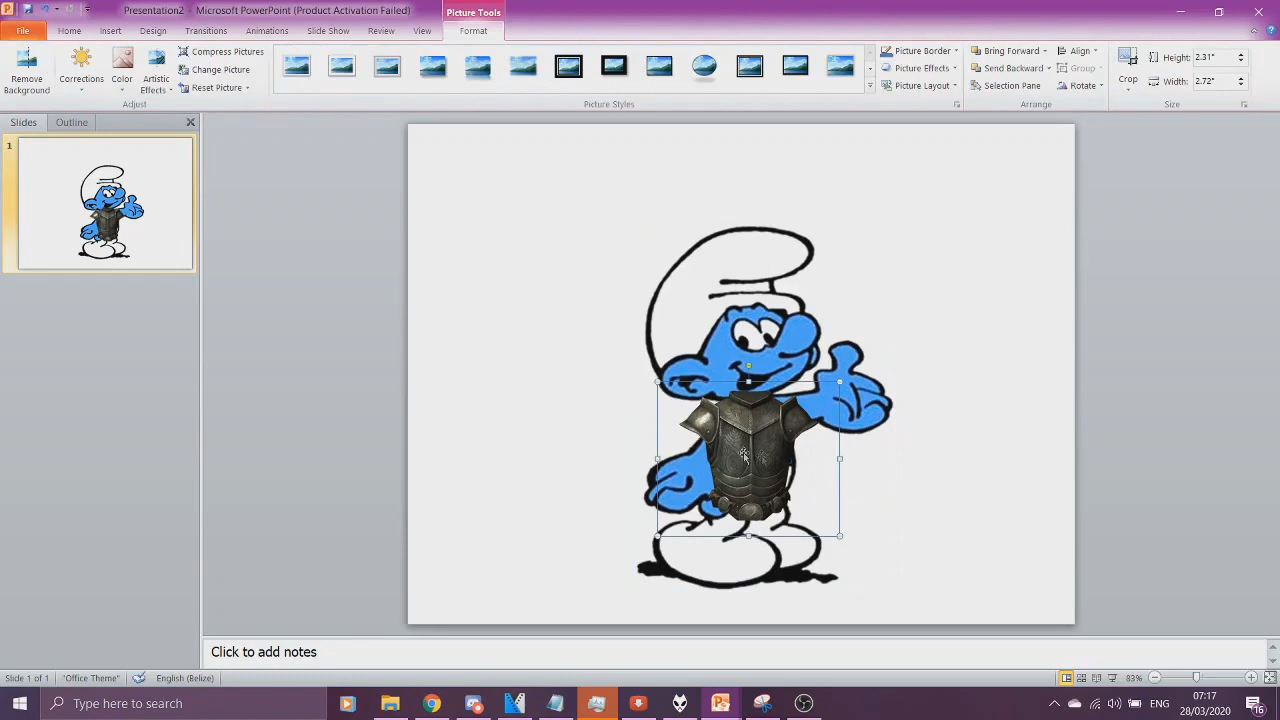 Presentation2 - Microsoft PowerPoint (Product Activation Failed)
Picture Tools
File Home Insert Design Transitions Animations Slide Show Review View Format
Remove Background
Corrections
Color
Artistic Effects
Compress Pictures
Change Picture
Reset Picture
Adjust
Picture Styles
Picture Border
Picture Effects
Picture Layout
Bring Forward
Send Backward
Selection Pane
Align
Group
Rotate
Arrange
Crop
Height: 2.31"
Width: 2.72"
Size
Slides Outline
1
Click to add notes
Slide 1 of 1 "Office Theme" English (Belize) 83%
Type here to search
ENG
07:17
28/03/2020
16